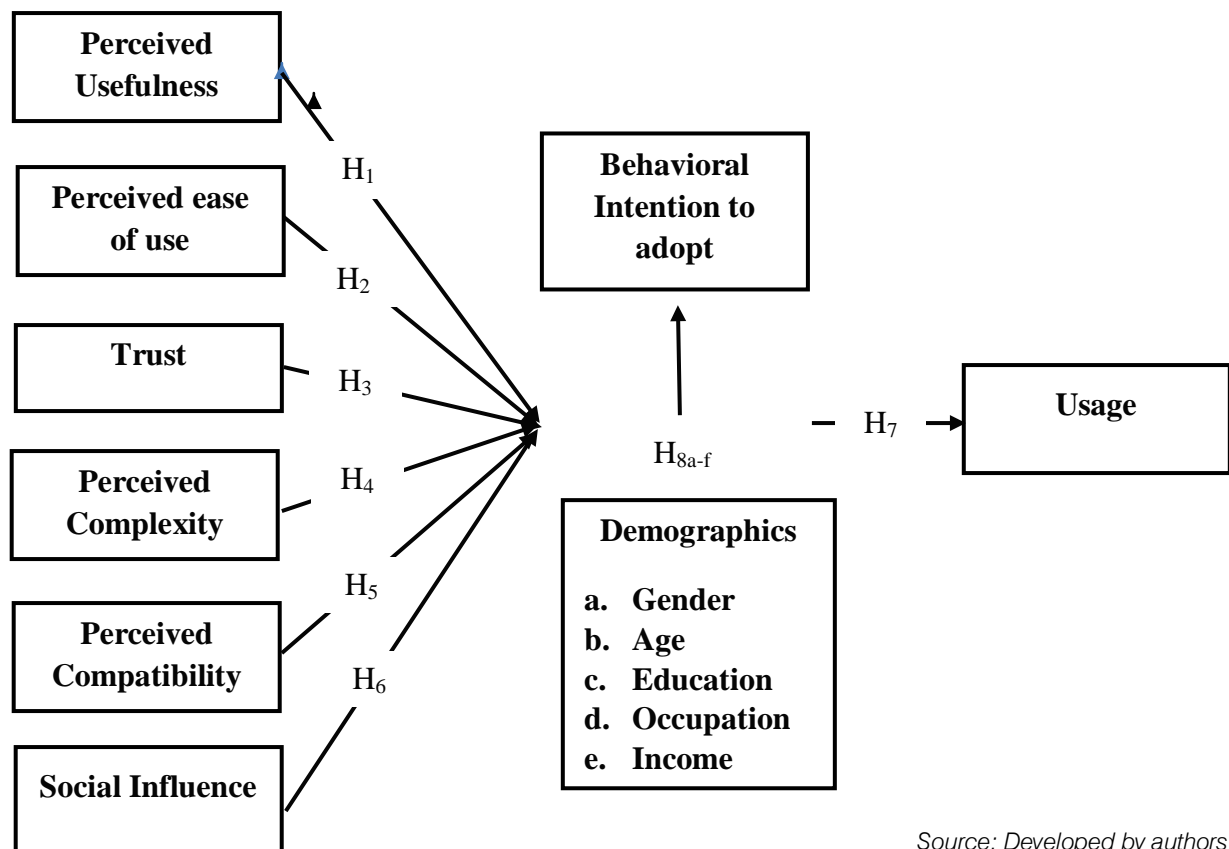 Perceived
Usefulness
H1
Perceived ease
of use
H2
Trust
H3
Perceived
Complexity
H4
Perceived
Compatibility
H5
Social Influence
H6
Behavioral
Intention to
adopt
H8a-f
Demographics
a. Gender
b. Age
c. Education
d. Occupation
e. Income
H7
Usage
Source: Developed by authors